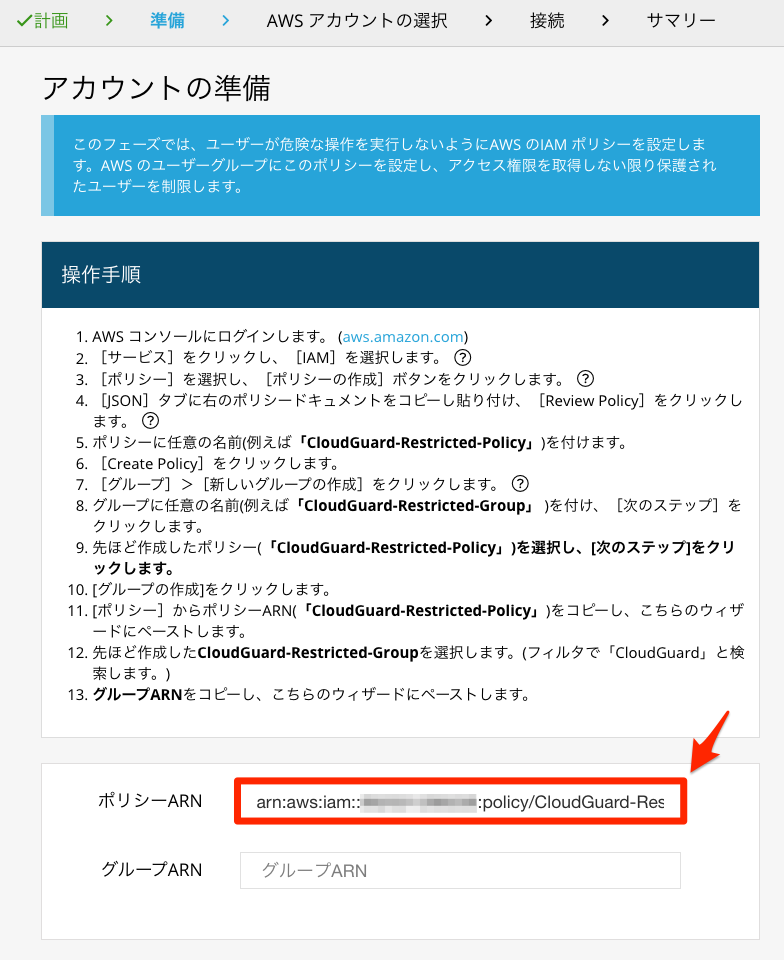 計画 準備 AWS アカウントの選択 接続 サマリー
アカウントの準備
このフェーズでは、ユーザーが危険な操作を実行しないようにAWS のIAM ポリシーを設定しま
す。AWS のユーザーグループにこのポリシーを設定し、アクセス権限を取得しない限り保護され
たユーザーを制限します。
操作手順
1. AWS コンソールにログインします。 (aws.amazon.com)
2. ［サービス］をクリックし、［IAM］を選択します。 ?
3. ［ポリシー］を選択し、［ポリシーの作成］ボタンをクリックします。 ?
4. ［JSON］タブに右のポリシードキュメントをコピーし貼り付け、［Review Policy］をクリックし
ます。 ?
5. ポリシーに任意の名前(例えば「CloudGuard-Restricted-Policy」)を付けます。
6. ［Create Policy］をクリックします。
7. ［グループ］＞［新しいグループの作成］をクリックします。 ?
8. グループに任意の名前(例えば「CloudGuard-Restricted-Group」 )を付け、［次のステップ］を
クリックします。
9. 先ほど作成したポリシー(「CloudGuard-Restricted-Policy」)を選択し、[次のステップ]をクリ
ックします。
10. [グループの作成]をクリックします。
11. [ポリシー］からポリシーARN(「CloudGuard-Restricted-Policy」)をコピーし、こちらのウィザ
ードにペーストします。
12. 先ほど作成したCloudGuard-Restricted-Groupを選択します。(フィルタで「CloudGuard」と検
索します。)
13. グループARNをコピーし、こちらのウィザードにペーストします。
ポリシーARN arn:aws:iam:: :policy/CloudGuard-Res
グループARN グループARN